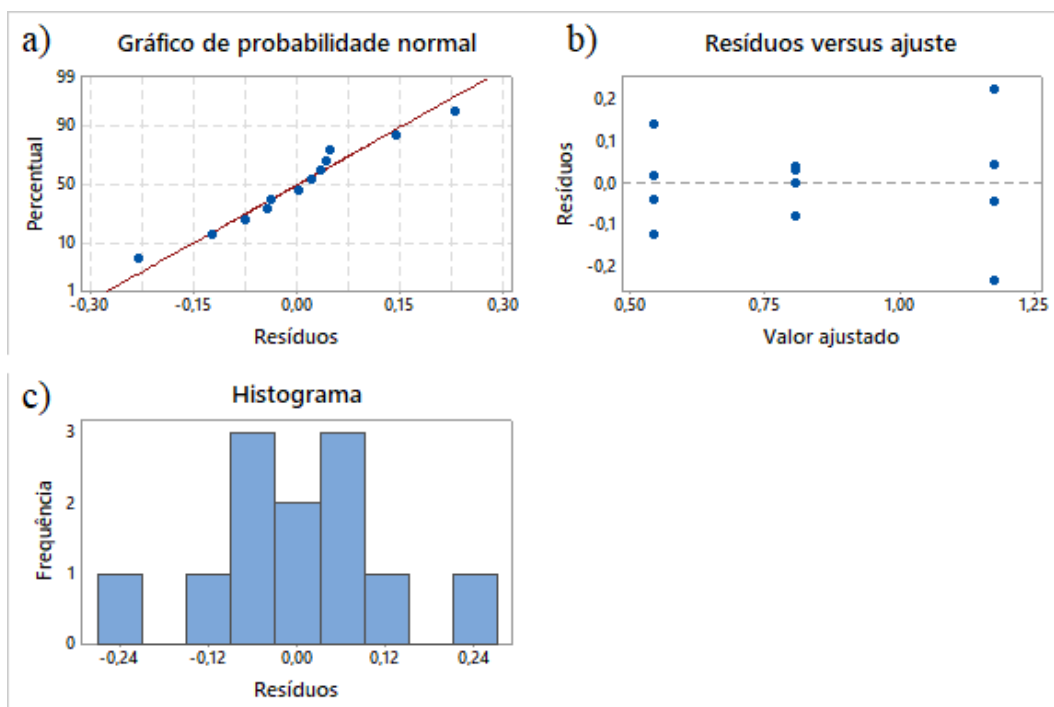 a)
Gráfico de probabilidade normal
Percentual
99
90
50
10
1
-0,30
-0,15
0,00
0,15
0,30
Resíduos
b)
Resíduos versus ajuste
Resíduos
0,2
0,1
0,0
-0,1
-0,2
0,50
0,75
1,00
1,25
Valor ajustado
c)
Histograma
Frequência
3
2
1
0
-0,24
-0,12
0,00
0,12
0,24
Resíduos